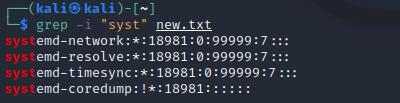 ┌──(kali㉿kali)-[~]
└─$ grep -i "syst" new.txt
systemd-network:*:18981:0:99999:7:::
systemd-resolve:*:18981:0:99999:7:::
systemd-timesync:*:18981:0:99999:7:::
systemd-coredump:!*:18981::::::